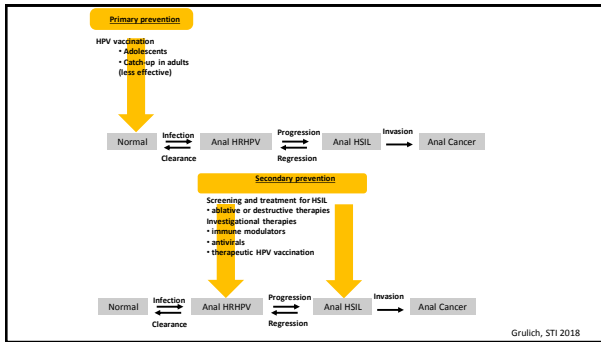 Primary prevention
HPV vaccination
• Adolescents
• Catch-up in adults
(less effective)
Infection
Progression
Invasion
Normal
Anal HRHPV
Anal HSIL
Anal Cancer
Clearance
Regression
Secondary prevention
Screening and treatment for HSIL
• ablative or destructive therapies
Investigational therapies
• immune modulators
• antivirals
• therapeutic HPV vaccination
Infection
Progression
Invasion
Normal
Anal HRHPV
Anal HSIL
Anal Cancer
Clearance
Regression
Grulich, STI 2018